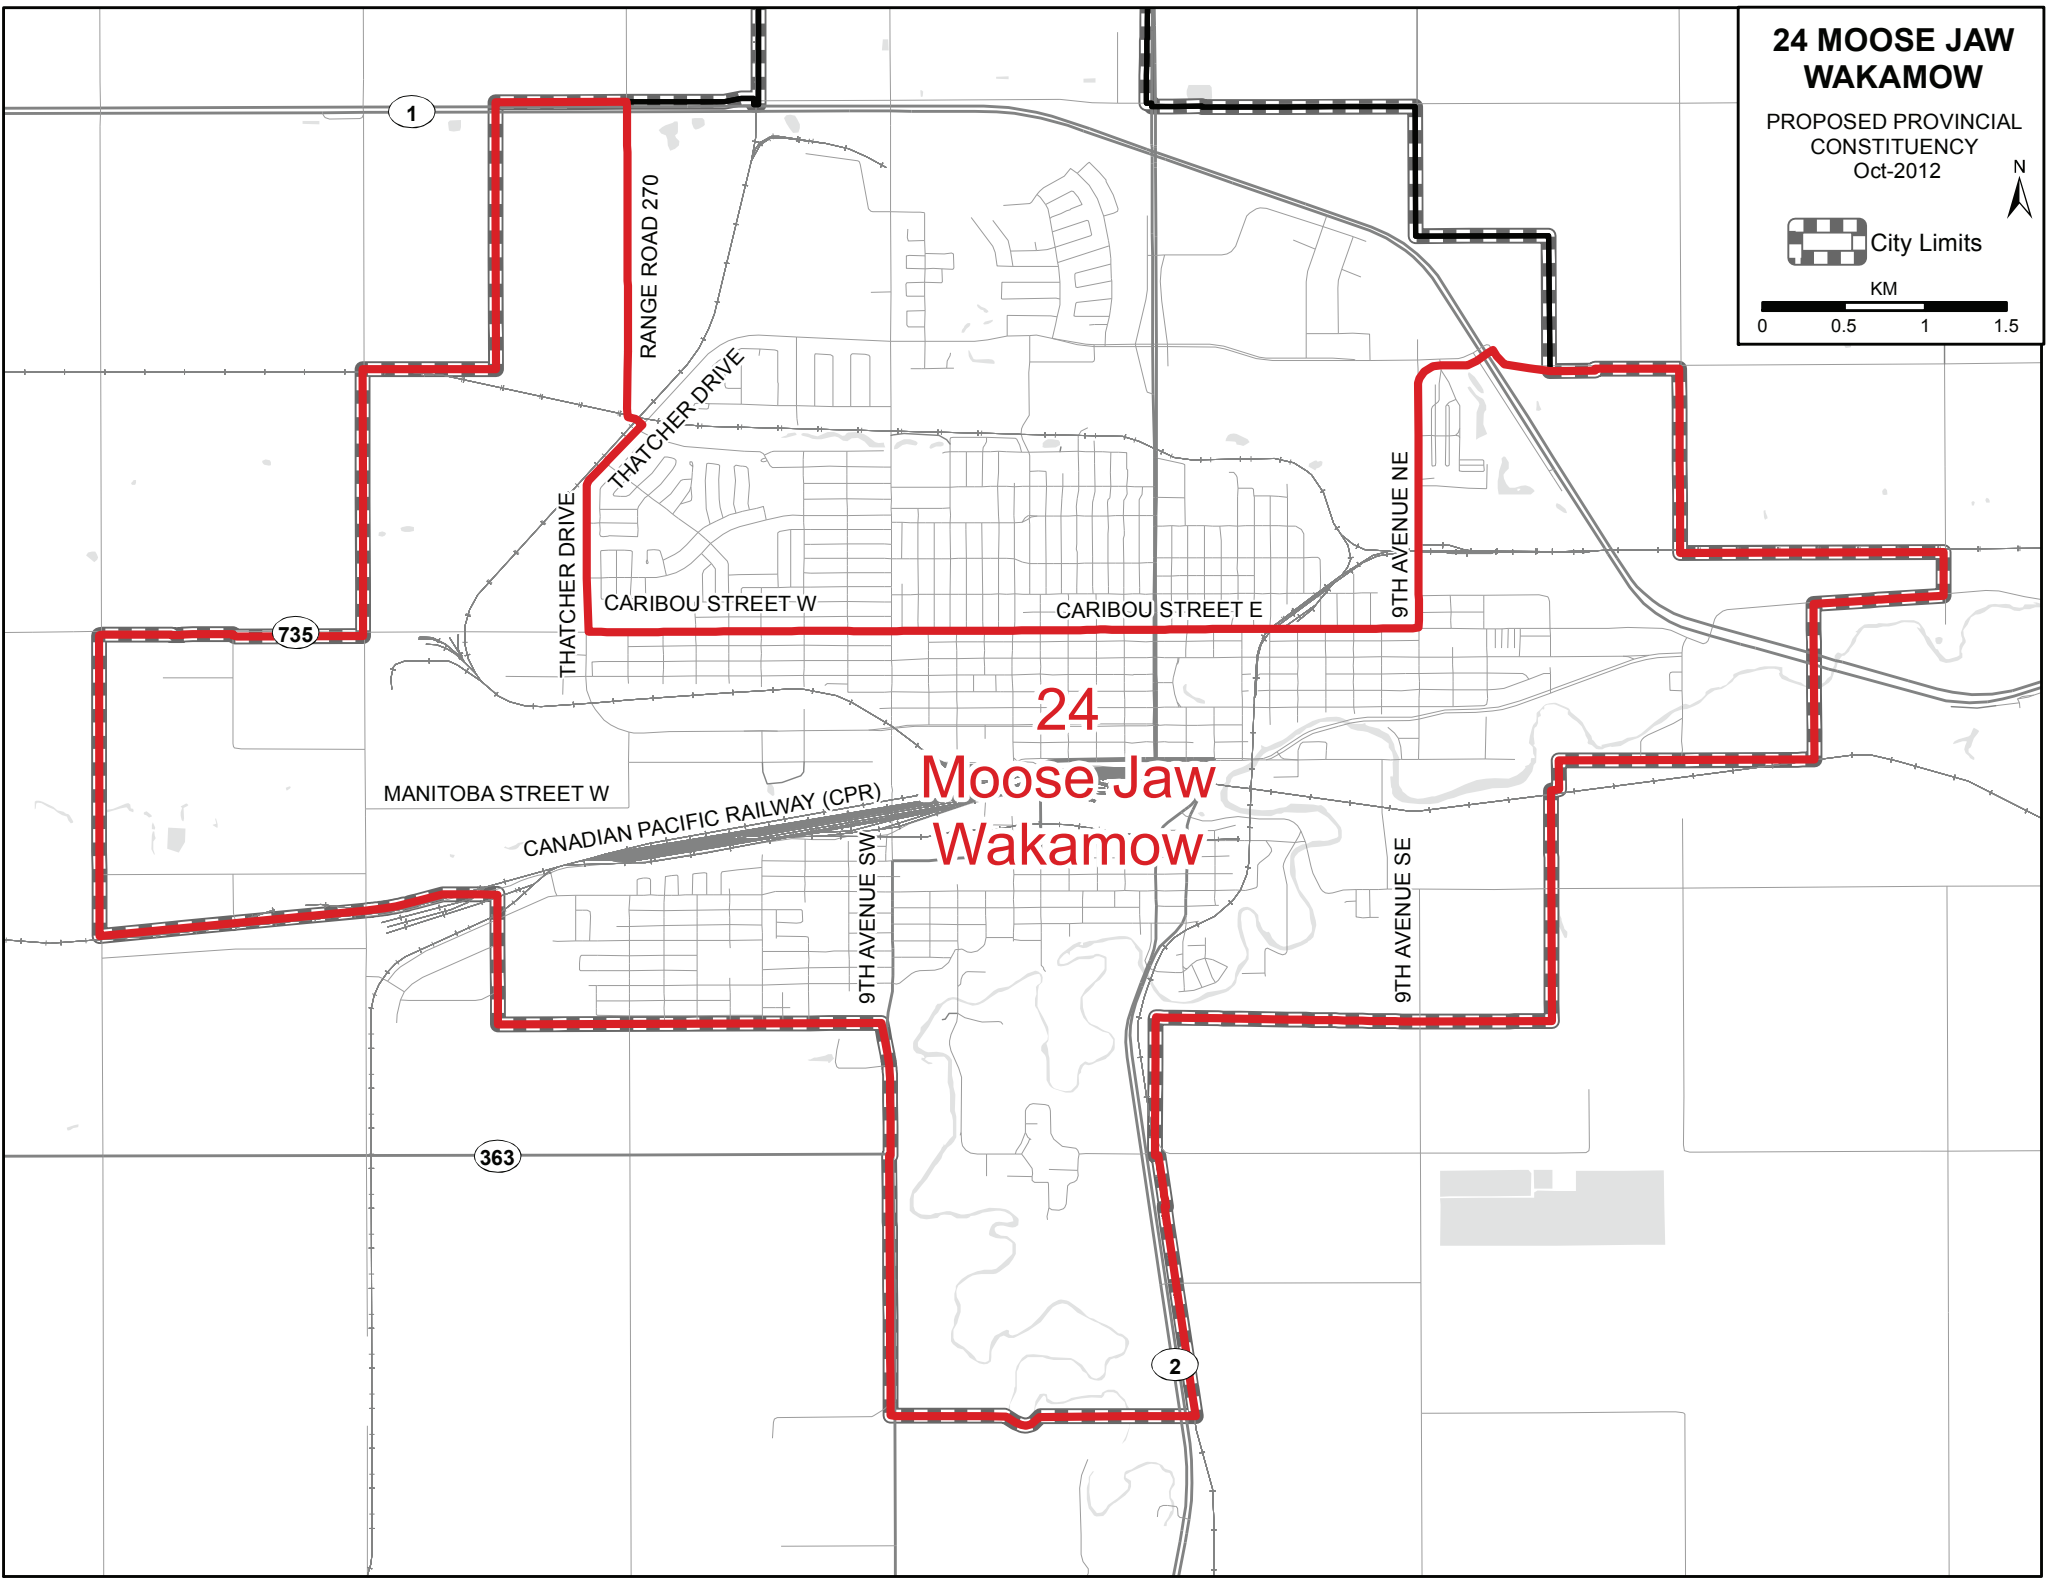 24 MOOSE JAW
WAKAMOW
PROPOSED PROVINCIAL
CONSTITUENCY
Oct-2012
N
City Limits
KM
0 0.5 1 1.5
1
RANGE ROAD 270
THATCHER DRIVE
THATCHER DRIVE
9TH AVENUE NE
CARIBOU STREET W
CARIBOU STREET E
735
24
Moose Jaw
Wakamow
MANITOBA STREET W
CANADIAN PACIFIC RAILWAY (CPR)
9TH AVENUE SW
9TH AVENUE SE
363
2